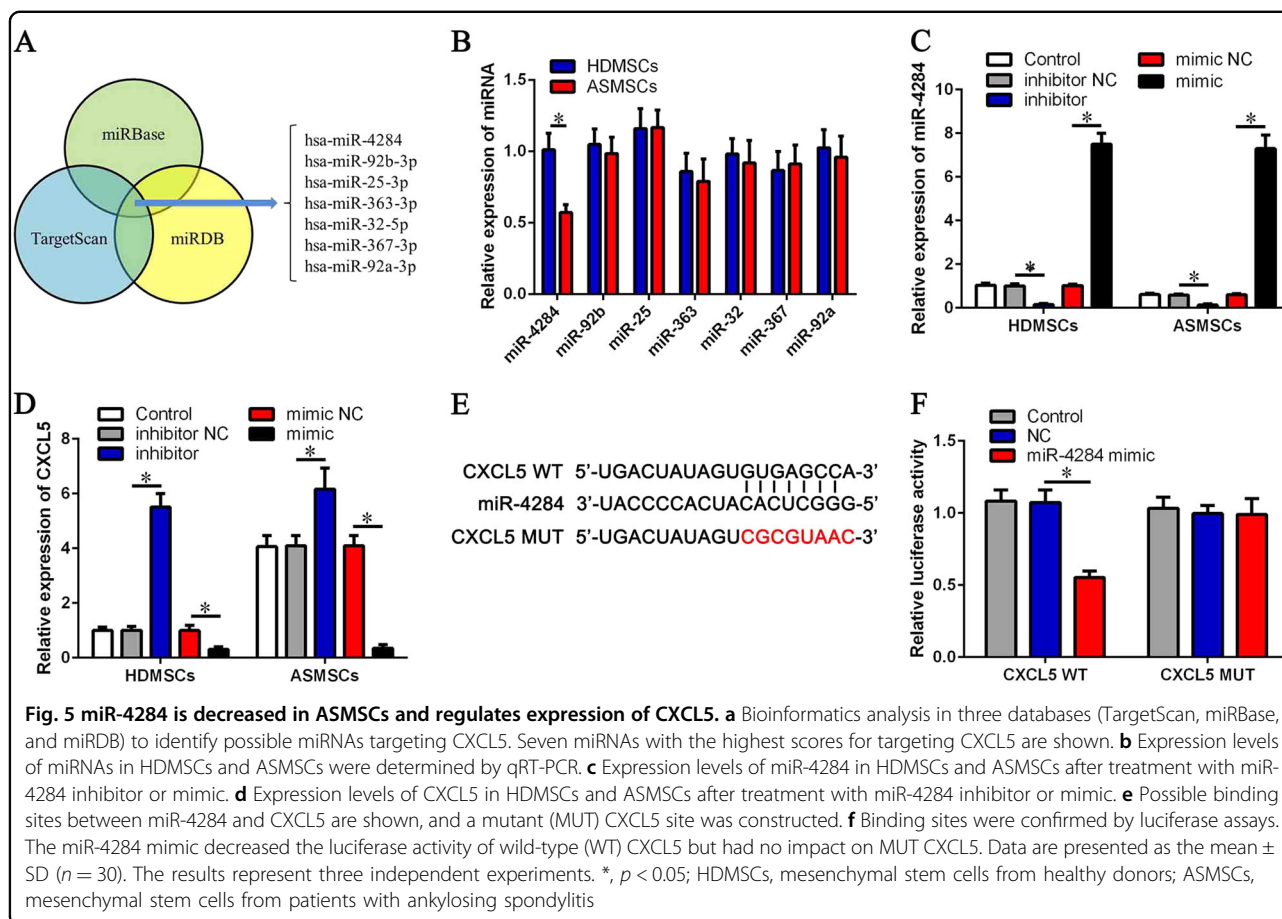 A
miRBase
TargetScan
miRDB
hsa-miR-4284
hsa-miR-92b-3p
hsa-miR-25-3p
hsa-miR-363-3p
hsa-miR-32-5p
hsa-miR-367-3p
hsa-miR-92a-3p
B
HDMSCs
ASMSCs
Relative expression of miRNA
1.5
1.0
0.5
0.0
*
miR-4284
miR-92b
miR-25
miR-363
miR-32
miR-367
miR-92a
C
Control
inhibitor NC
inhibitor
mimic NC
mimic
Relative expression of miR-4284
10
8
6
4
2
0
*
*
*
*
HDMSCs
ASMSCs
D
Control
inhibitor NC
inhibitor
mimic NC
mimic
Relative expression of CXCL5
8
6
4
2
0
*
*
*
*
HDMSCs
ASMSCs
E
CXCL5 WT 5’-UGACUAUAGUGUGAGCCA-3’
miR-4284 3’-UACCCCACUACACUCGGG-5’
CXCL5 MUT 5’-UGACUAUAGUCGCGUAAC-3’
F
Control
NC
miR-4284 mimic
Relative luciferase activity
1.5
1.0
0.5
0.0
*
CXCL5 WT
CXCL5 MUT
Fig. 5 miR-4284 is decreased in ASMSCs and regulates expression of CXCL5. a Bioinformatics analysis in three databases (TargetScan, miRBase,
and miRDB) to identify possible miRNAs targeting CXCL5. Seven miRNAs with the highest scores for targeting CXCL5 are shown. b Expression levels
of miRNAs in HDMSCs and ASMSCs were determined by qRT-PCR. c Expression levels of miR-4284 in HDMSCs and ASMSCs after treatment with miR-
4284 inhibitor or mimic. d Expression levels of CXCL5 in HDMSCs and ASMSCs after treatment with miR-4284 inhibitor or mimic. e Possible binding
sites between miR-4284 and CXCL5 are shown, and a mutant (MUT) CXCL5 site was constructed. f Binding sites were confirmed by luciferase assays.
The miR-4284 mimic decreased the luciferase activity of wild-type (WT) CXCL5 but had no impact on MUT CXCL5. Data are presented as the mean ±
SD (n = 30). The results represent three independent experiments. *, p < 0.05; HDMSCs, mesenchymal stem cells from healthy donors; ASMSCs,
mesenchymal stem cells from patients with ankylosing spondylitis